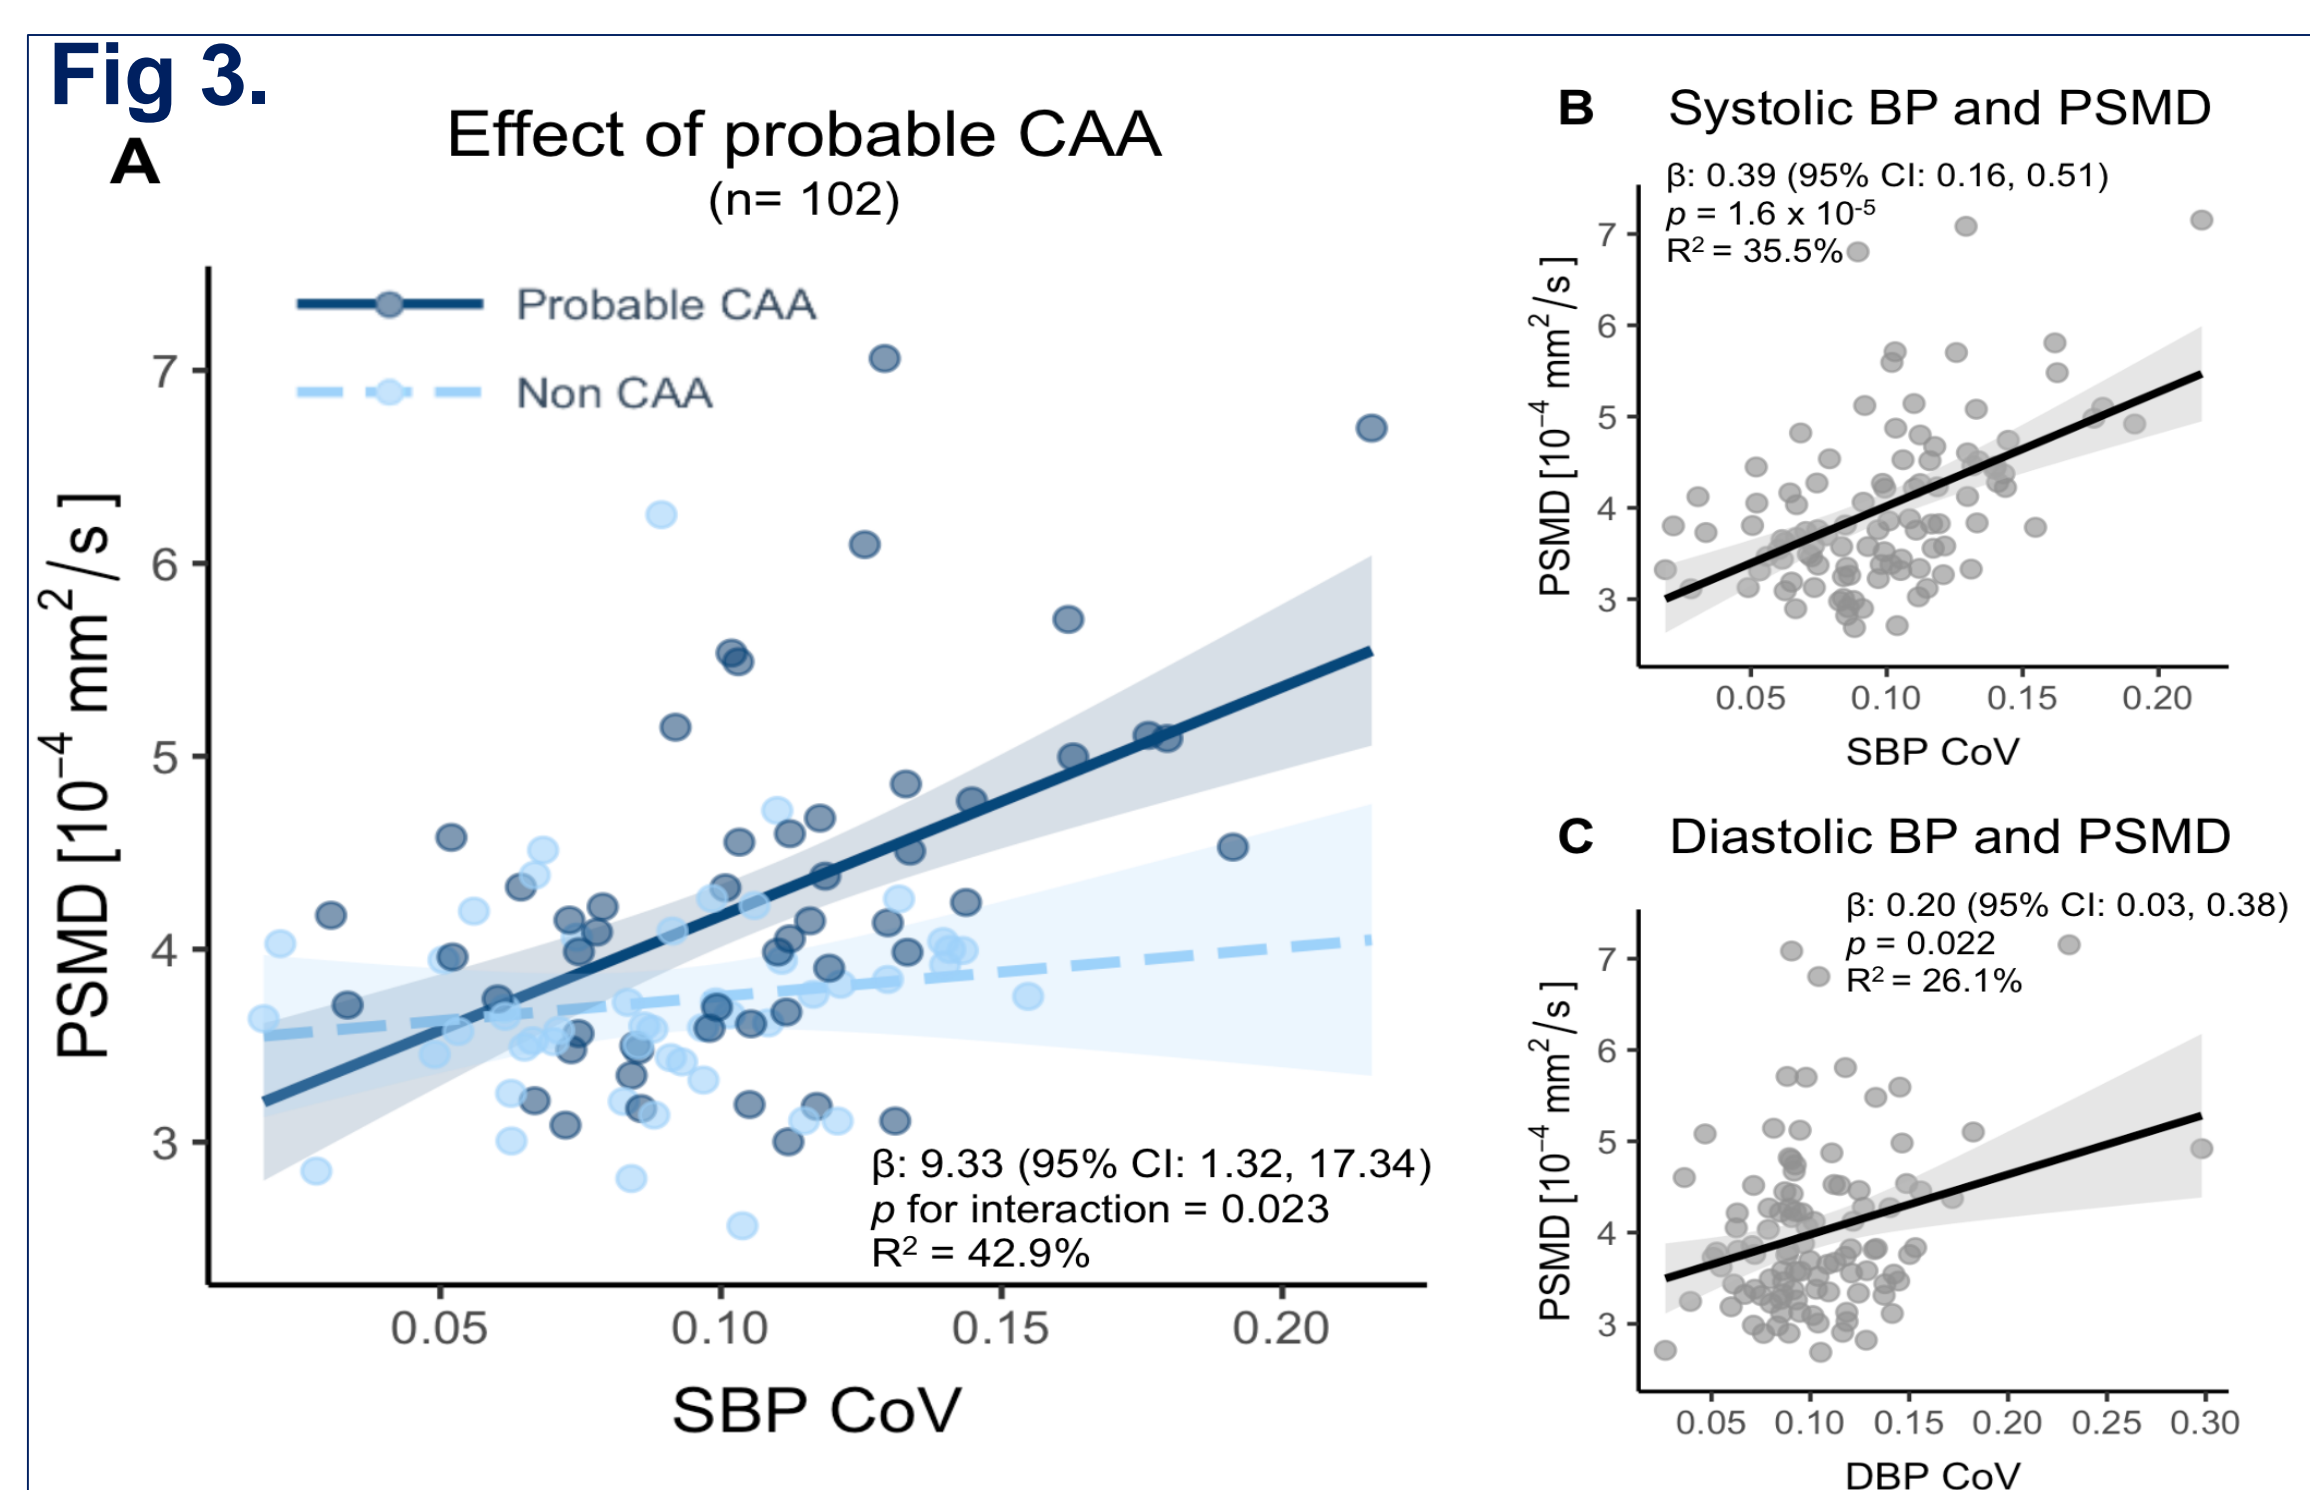 Fig 3.
A
Effect of probable CAA
(n= 102)
Probable CAA
Non CAA
PSMD [10⁻⁴ mm²/s ]
7
6
5
4
3
β: 9.33 (95% CI: 1.32, 17.34)
p for interaction = 0.023
R² = 42.9%
0.05 0.10 0.15 0.20
SBP CoV
B Systolic BP and PSMD
β: 0.39 (95% CI: 0.16, 0.51)
p = 1.6 x 10⁻⁵
R² = 35.5%
PSMD [10⁻⁴ mm²/s ]
7
6
5
4
3
0.05 0.10 0.15 0.20
SBP CoV
C Diastolic BP and PSMD
β: 0.20 (95% CI: 0.03, 0.38)
p = 0.022
R² = 26.1%
PSMD [10⁻⁴ mm²/s ]
7
6
5
4
3
0.05 0.10 0.15 0.20 0.25 0.30
DBP CoV